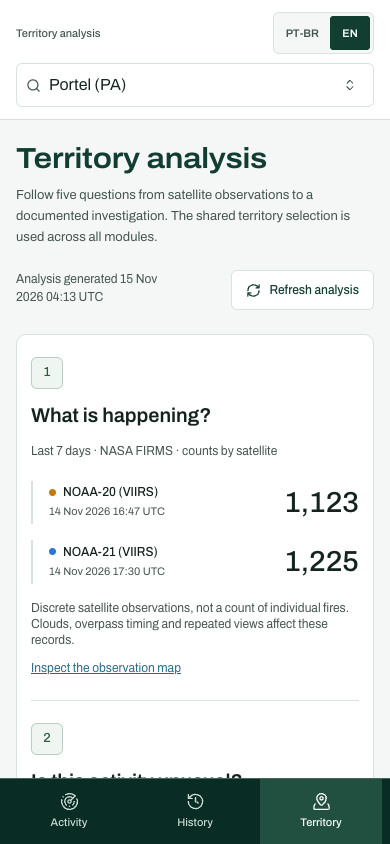 Territory analysis
PT-BR
EN
Portel (PA)
Territory analysis
Follow five questions from satellite observations to a
documented investigation. The shared territory selection is
used across all modules.
Analysis generated 15 Nov
2026 04:13 UTC
Refresh analysis
1
What is happening?
Last 7 days · NASA FIRMS · counts by satellite
NOAA-20 (VIIRS)
14 Nov 2026 16:47 UTC
1,123
NOAA-21 (VIIRS)
14 Nov 2026 17:30 UTC
1,225
Discrete satellite observations, not a count of individual fires.
Clouds, overpass timing and repeated views affect these
records.
Inspect the observation map
2
Is this activity unusual?
Activity
History
Territory